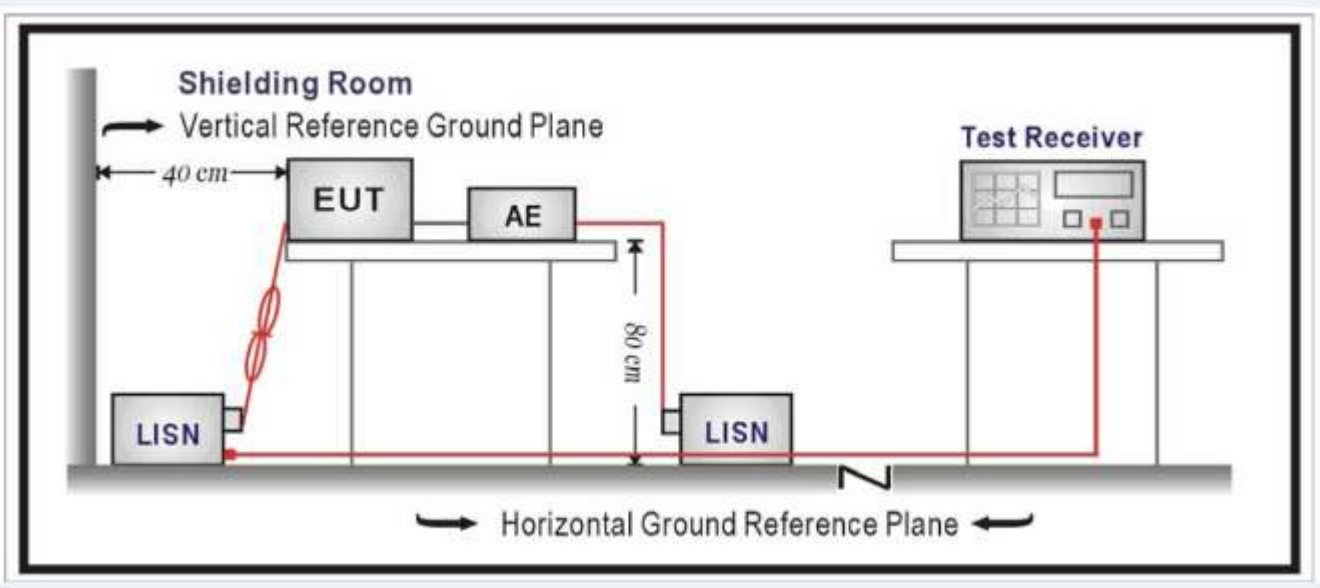 Shielding Room
Vertical Reference Ground Plane
Test Receiver
40 cm
EUT
AE
80 cm
LISN
LISN
Horizontal Ground Reference Plane